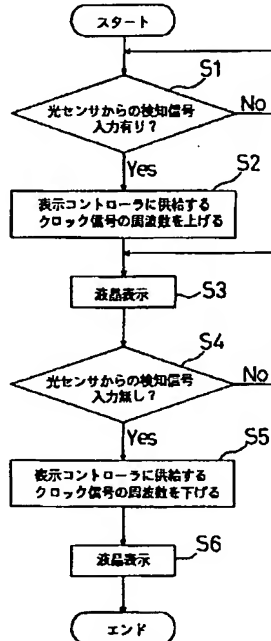 スタート
S1
光センサからの検知信号
入力有り?
No
Yes
S2
表示コントローラに供給する
クロック信号の周波数を上げる
液晶表示
S3
S4
光センサからの検知信号
入力無し?
No
Yes
S5
表示コントローラに供給する
クロック信号の周波数を下げる
液晶表示
S6
エンド